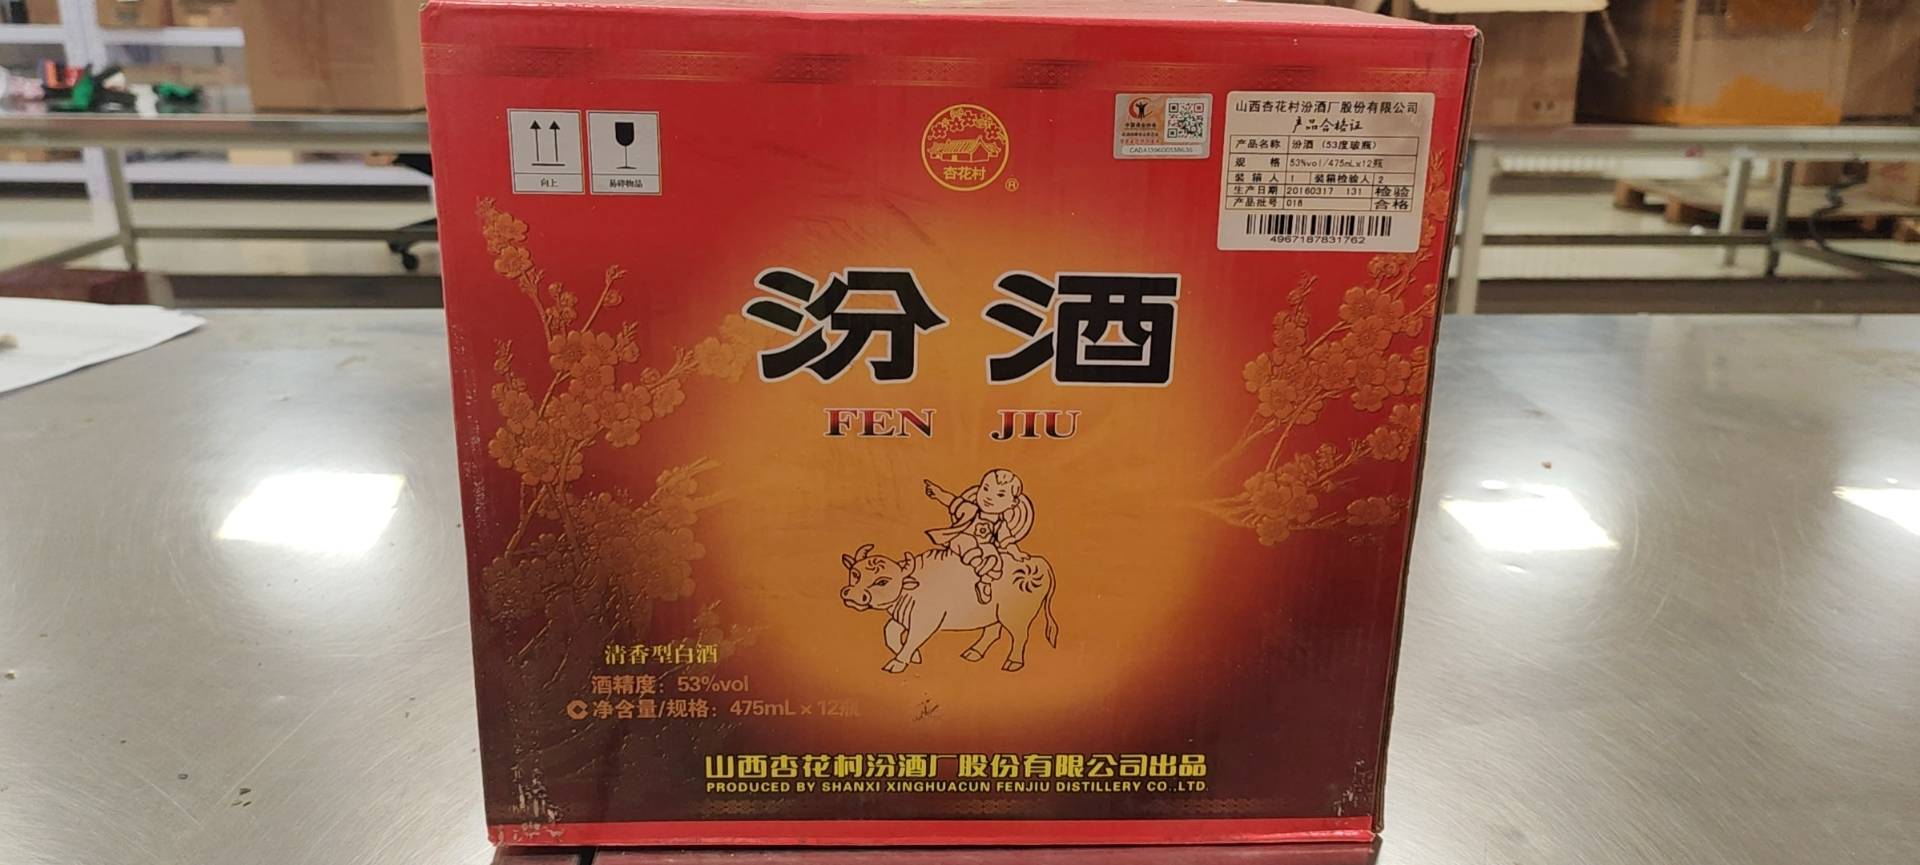 向上
易碎物品
杏花村
®
CADA139600138636
山西杏花村汾酒厂股份有限公司
产品合格证
产品名称 汾酒（53度玻瓶）
规 格 53%vol/475mL×12瓶
装箱人 1 装箱检验人 2
生产日期 20160317 131 检验
产品批号 018 合格
4967187831762
汾酒
FEN JIU
清香型白酒
酒精度：53%vol
净含量/规格：475mL×12瓶
山西杏花村汾酒厂股份有限公司出品
PRODUCED BY SHANXI XINGHUACUN FENJIU DISTILLERY CO.,LTD.